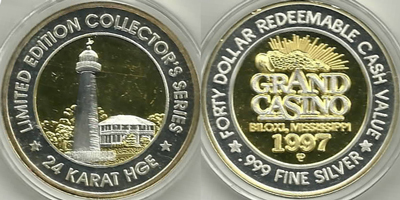 LIMITED EDITION COLLECTOR'S SERIES
★ 24 KARAT HGE ★
FORTY DOLLAR REDEEMABLE CASH VALUE
GRAND
CASINO
BILOXI, MISSISSIPPI
1997
★ .999 FINE SILVER ★